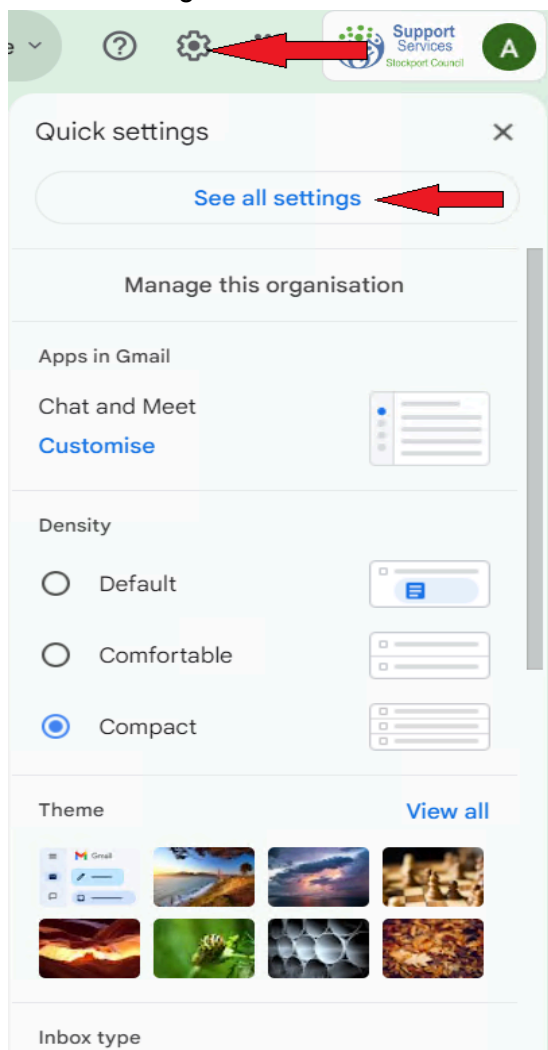 Support
Services
Stockport Council
A
Quick settings
See all settings
Manage this organisation
Apps in Gmail
Chat and Meet
Customise
Density
Default
Comfortable
Compact
Theme
View all
Gmail
Inbox type